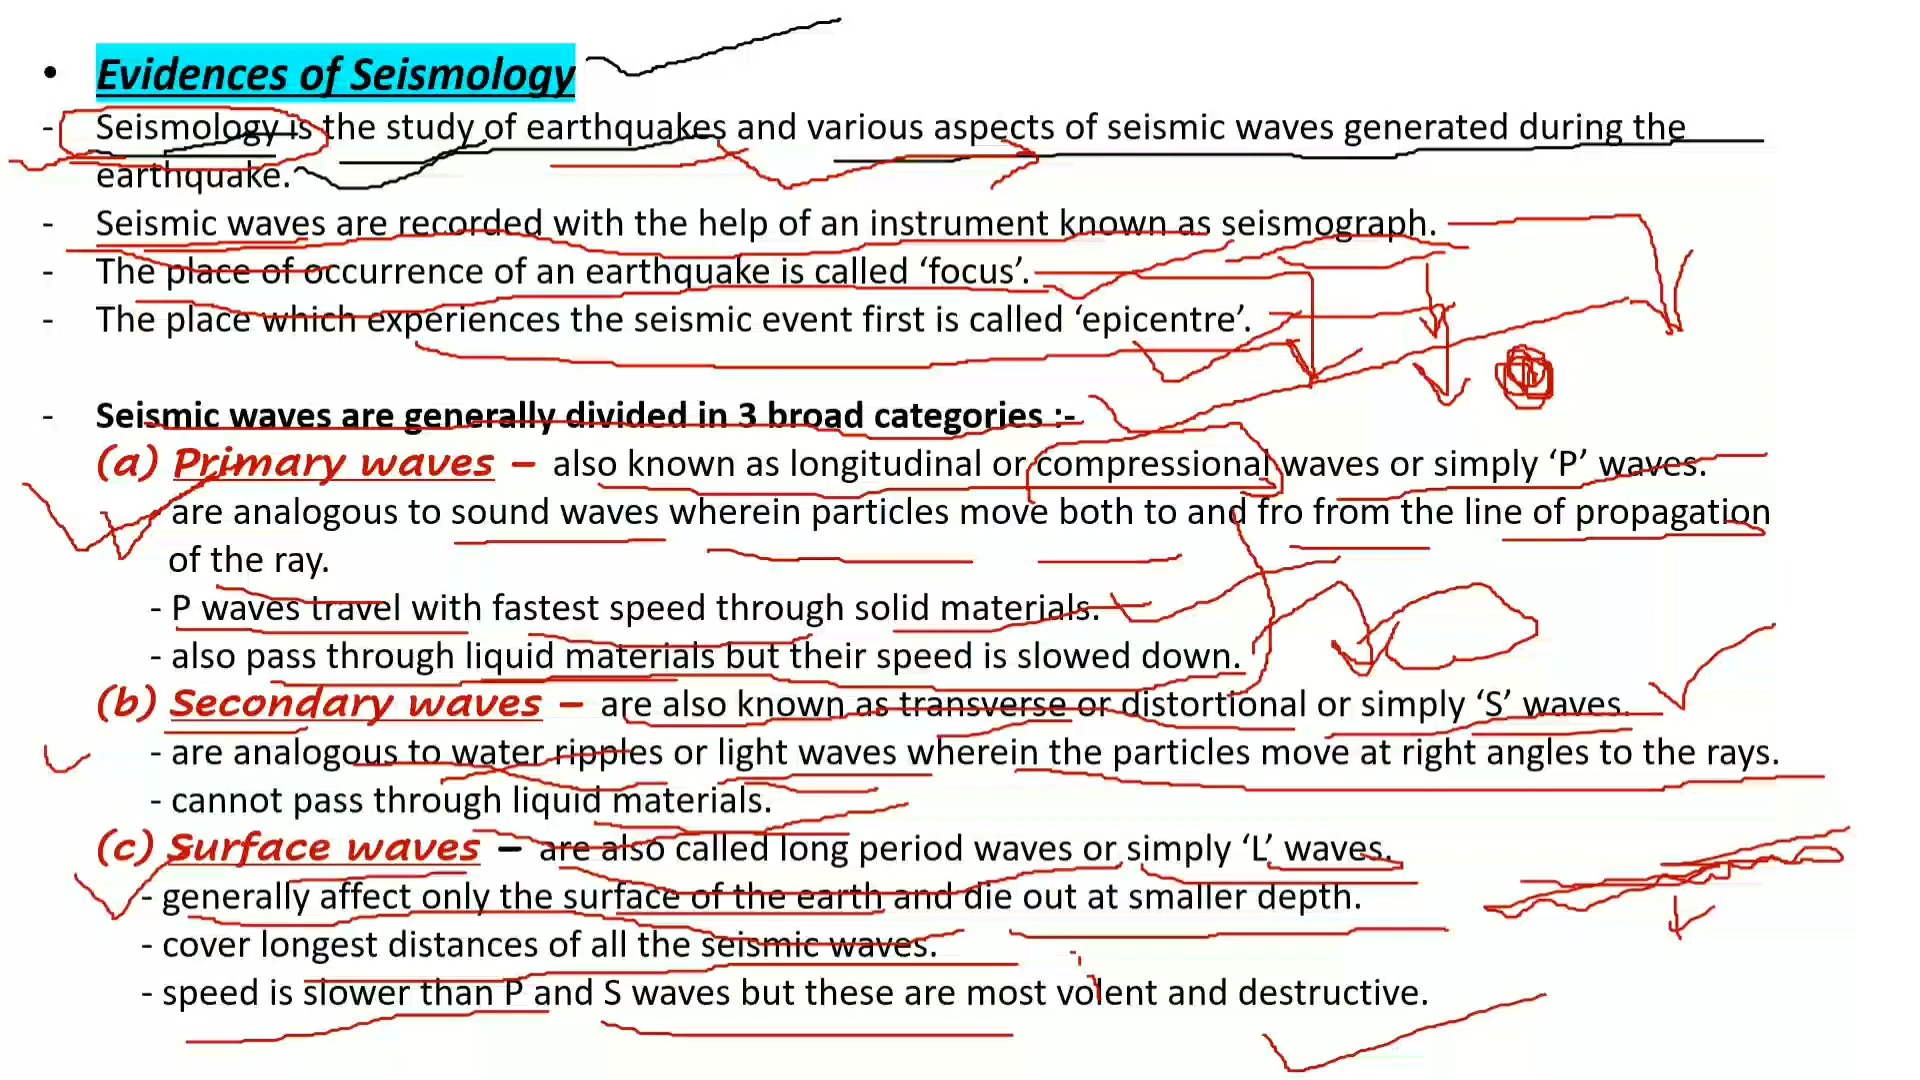 • Evidences of Seismology
- Seismology is the study of earthquakes and various aspects of seismic waves generated during the
earthquake.
- Seismic waves are recorded with the help of an instrument known as seismograph.
- The place of occurrence of an earthquake is called ‘focus’.
- The place which experiences the seismic event first is called ‘epicentre’.
- Seismic waves are generally divided in 3 broad categories :-
(a) Primary waves – also known as longitudinal or compressional waves or simply ‘P’ waves.
are analogous to sound waves wherein particles move both to and fro from the line of propagation
of the ray.
- P waves travel with fastest speed through solid materials.
- also pass through liquid materials but their speed is slowed down.
(b) Secondary waves – are also known as transverse or distortional or simply ‘S’ waves.
- are analogous to water ripples or light waves wherein the particles move at right angles to the rays.
- cannot pass through liquid materials.
(c) Surface waves – are also called long period waves or simply ‘L’ waves.
- generally affect only the surface of the earth and die out at smaller depth.
- cover longest distances of all the seismic waves.
- speed is slower than P and S waves but these are most volent and destructive.